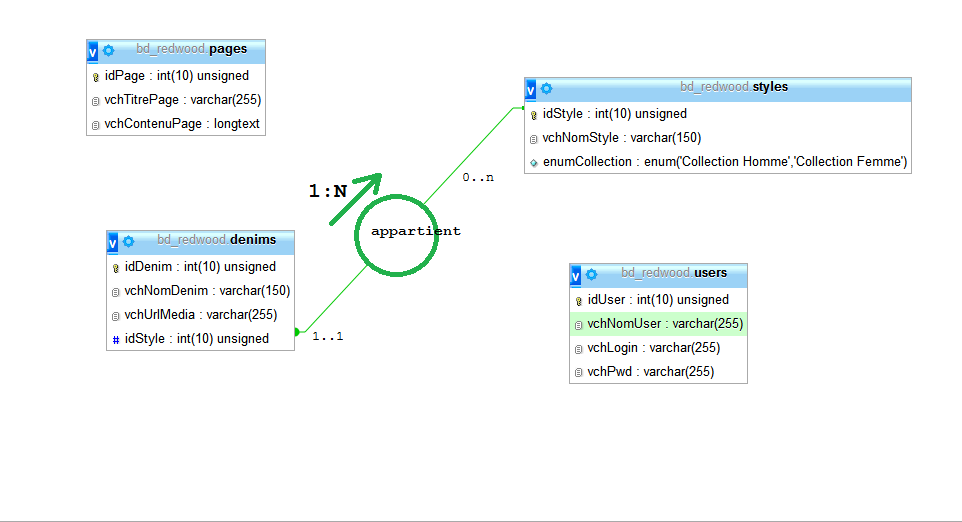 v bd_redwood.pages
idPage : int(10) unsigned
vchTitrePage : varchar(255)
vchContenuPage : longtext
v bd_redwood.styles
idStyle : int(10) unsigned
vchNomStyle : varchar(150)
enumCollection : enum('Collection Homme','Collection Femme')
0..n
1:N
appartient
v bd_redwood.denims
idDenim : int(10) unsigned
vchNomDenim : varchar(150)
vchUrlMedia : varchar(255)
# idStyle : int(10) unsigned
1..1
v bd_redwood.users
idUser : int(10) unsigned
vchNomUser : varchar(255)
vchLogin : varchar(255)
vchPwd : varchar(255)